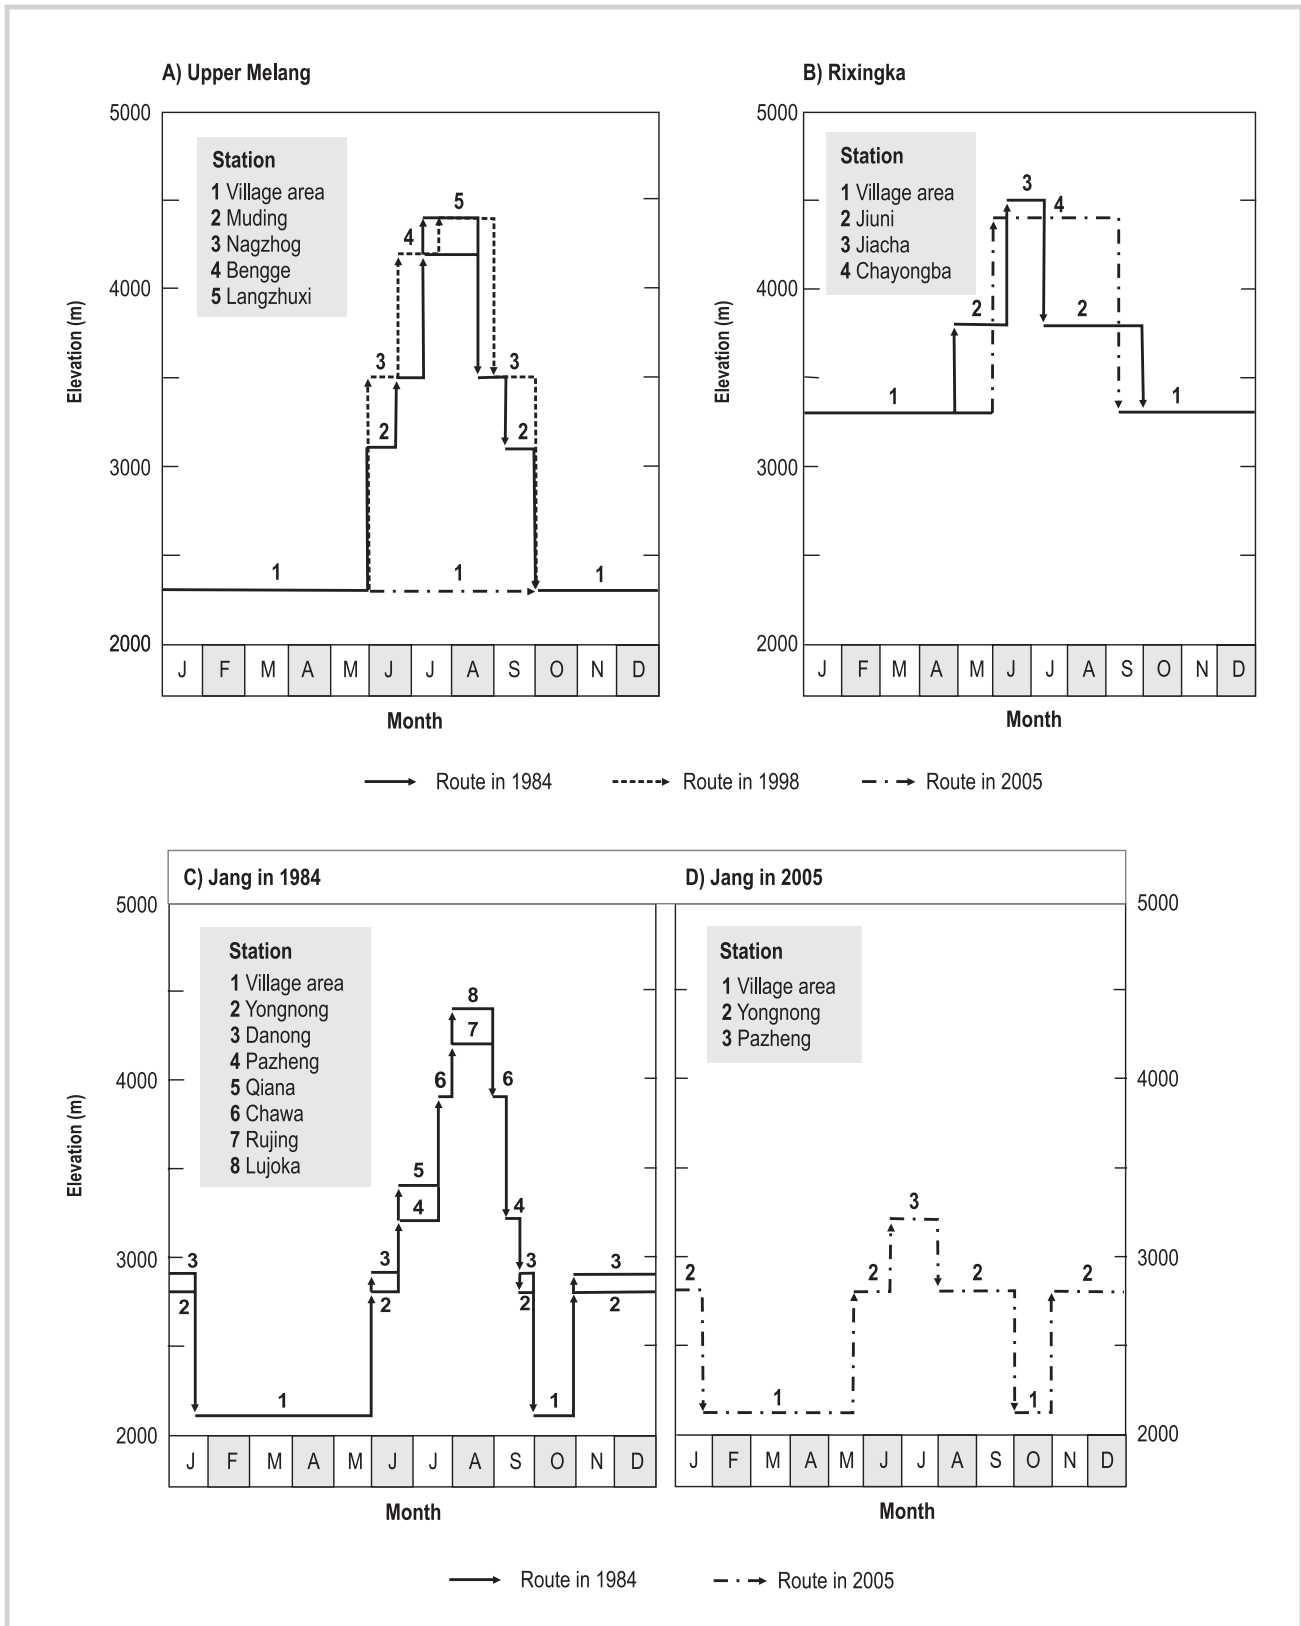 A) Upper Melang
5000
4000
3000
2000
Elevation (m)
Station
1 Village area
2 Muding
3 Nagzhog
4 Bengge
5 Langzhuxi
5
4
3
3
2
2
1
1
1
J F M A M J J A S O N D
Month
B) Rixingka
5000
4000
3000
2000
Elevation (m)
Station
1 Village area
2 Jiuni
3 Jiacha
4 Chayongba
3
4
2
2
1
1
J F M A M J J A S O N D
Month
Route in 1984
Route in 1998
Route in 2005
C) Jang in 1984
5000
4000
3000
2000
Elevation (m)
Station
1 Village area
2 Yongnong
3 Danong
4 Pazheng
5 Qiana
6 Chawa
7 Rujing
8 Lujoka
8
7
6
6
5
4
4
3
3
3
3
2
2
2
2
1
1
J F M A M J J A S O N D
Month
D) Jang in 2005
5000
4000
3000
2000
Station
1 Village area
2 Yongnong
3 Pazheng
3
2
2
2
2
1
1
J F M A M J J A S O N D
Month
Route in 1984
Route in 2005